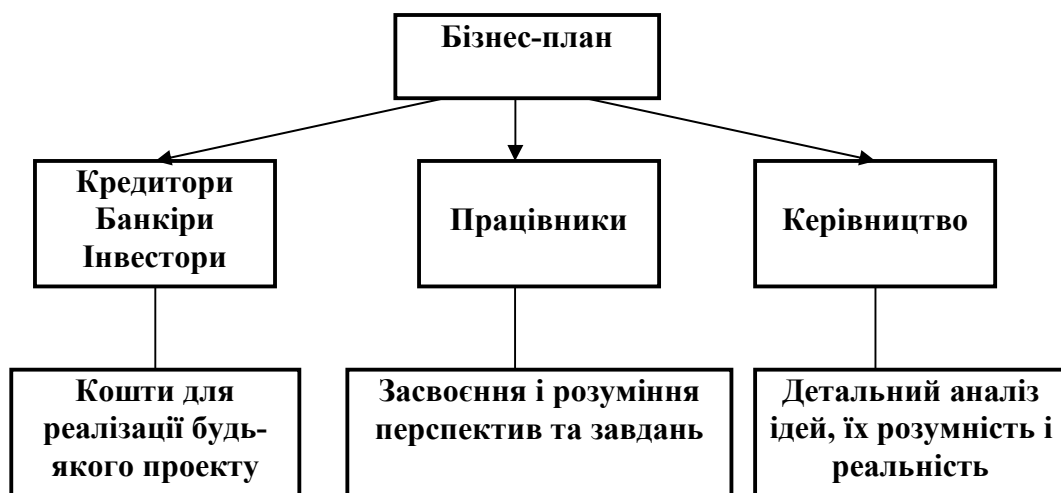 Бізнес-план
Кредитори
Банкіри
Інвестори
Працівники
Керівництво
Кошти для
реалізації будь-
якого проекту
Засвоєння і розуміння
перспектив та завдань
Детальний аналіз
ідей, їх розумність і
реальність